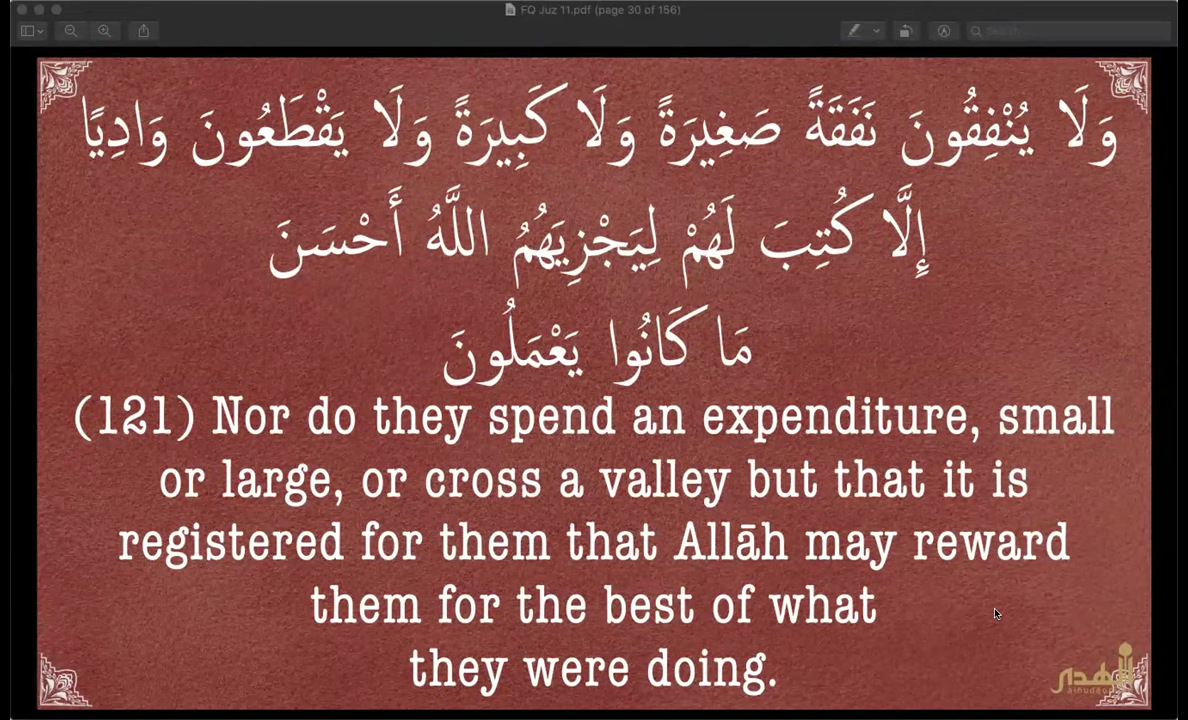 FQ Juz 11.pdf (page 30 of 156)
Search
وَلَا يُنْفِقُونَ نَفَقَةً صَغِيرَةً وَلَا كَبِيرَةً وَلَا يَقْطَعُونَ وَادِيًا
إِلَّا كُتِبَ لَهُمْ لِيَجْزِيَهُمُ اللَّهُ أَحْسَنَ
مَا كَانُوا يَعْمَلُونَ
(121) Nor do they spend an expenditure, small
or large, or cross a valley but that it is
registered for them that Allāh may reward
them for the best of what
they were doing.